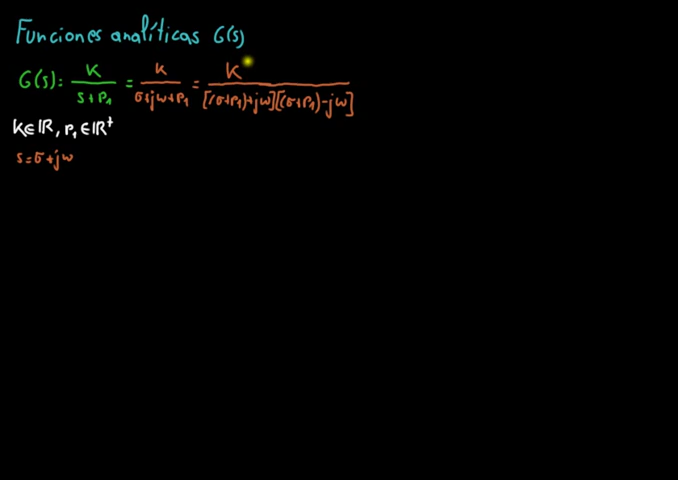 Funciones analíticas G(s)
G(s): K/(s+p₁) = K/(σ+jω+p₁) = K/([(σ+p₁)+jω][(σ+p₁)-jω])
K∈ℝ, p₁∈ℝ⁺
s=σ+jω